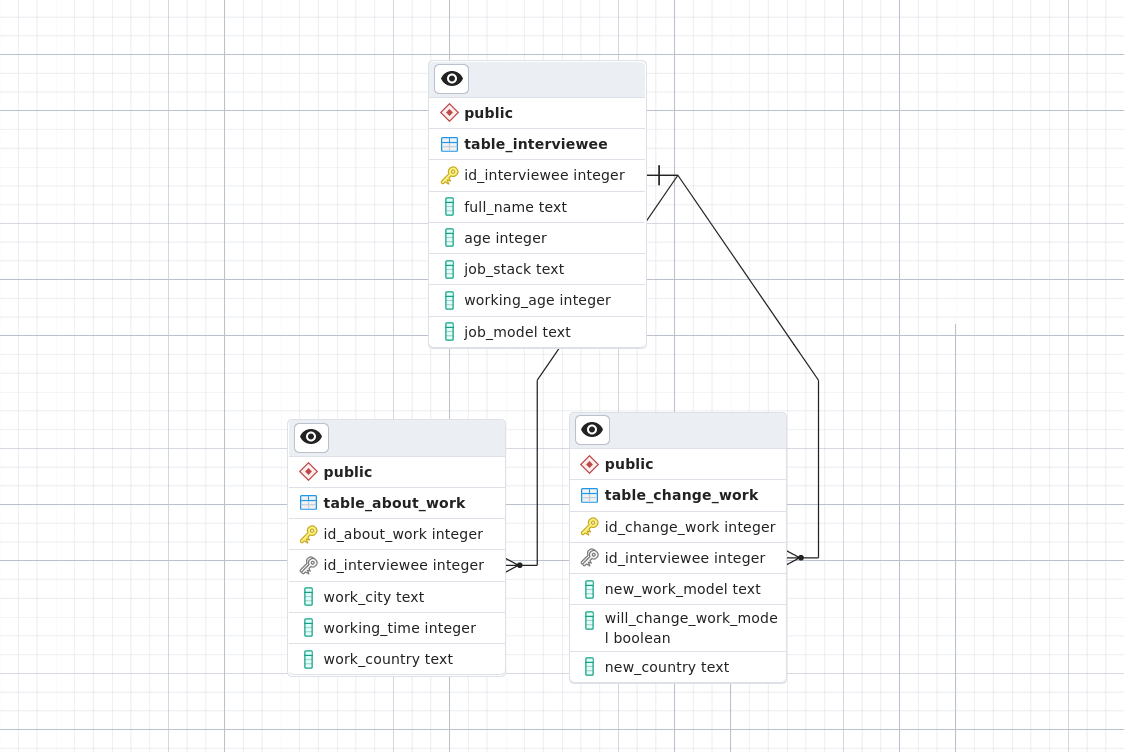 public
table_interviewee
id_interviewee integer
full_name text
age integer
job_stack text
working_age integer
job_model text
public
table_about_work
id_about_work integer
id_interviewee integer
work_city text
working_time integer
work_country text
public
table_change_work
id_change_work integer
id_interviewee integer
new_work_model text
will_change_work_mode
l boolean
new_country text